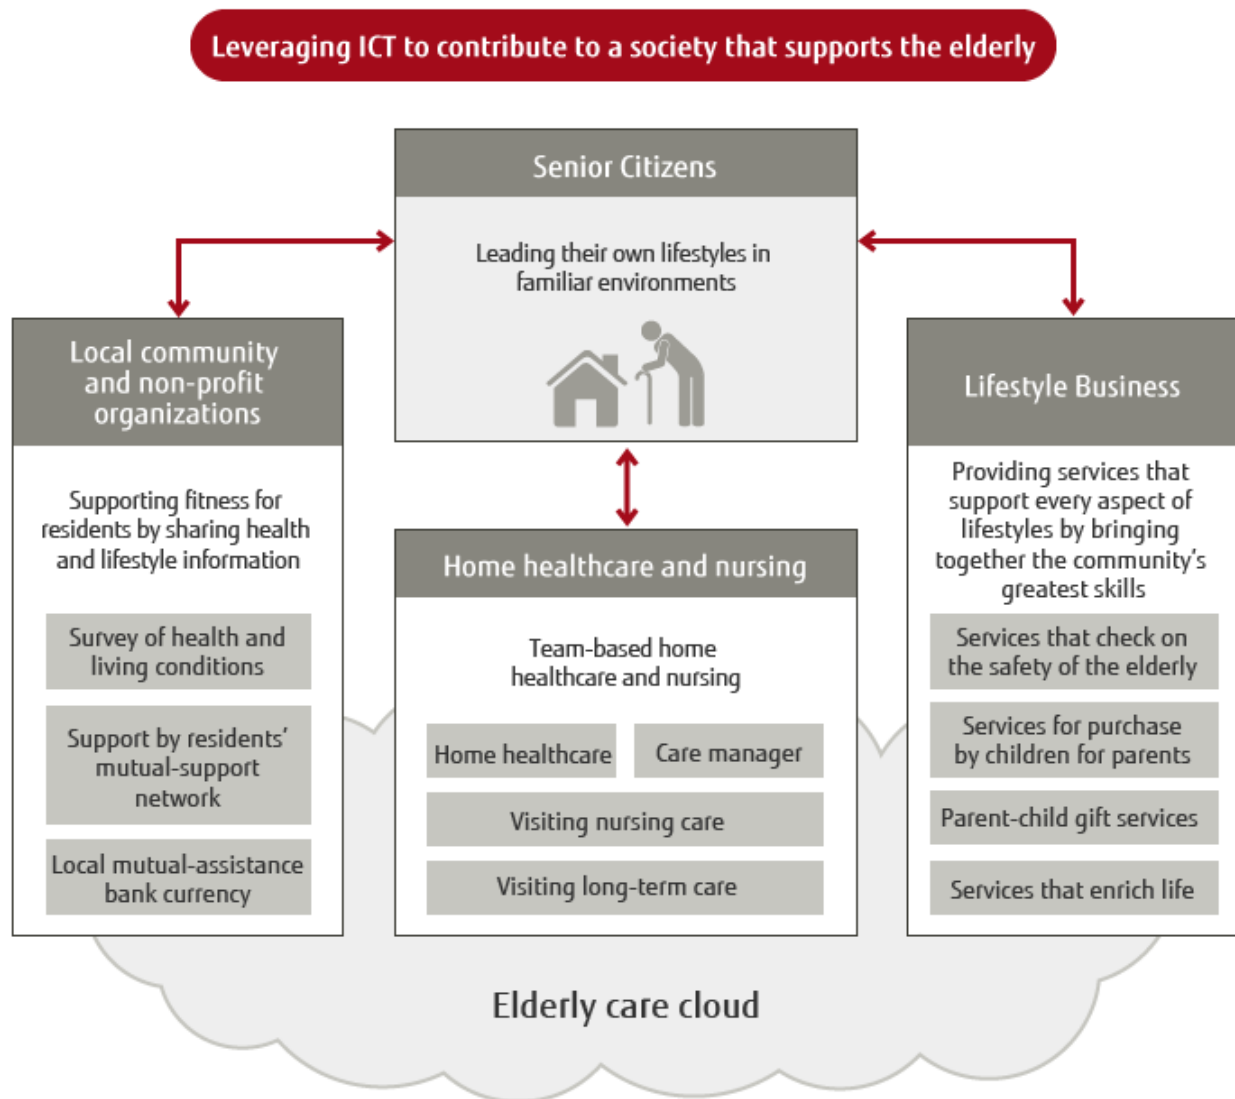 Leveraging ICT to contribute to a society that supports the elderly
Senior Citizens
Leading their own lifestyles in
familiar environments
Local community
and non-profit
organizations
Supporting fitness for
residents by sharing health
and lifestyle information
Survey of health and
living conditions
Support by residents’
mutual-support
network
Local mutual-assistance
bank currency
Home healthcare and nursing
Team-based home
healthcare and nursing
Home healthcare
Care manager
Visiting nursing care
Visiting long-term care
Lifestyle Business
Providing services that
support every aspect of
lifestyles by bringing
together the community’s
greatest skills
Services that check on
the safety of the elderly
Services for purchase
by children for parents
Parent-child gift services
Services that enrich life
Elderly care cloud